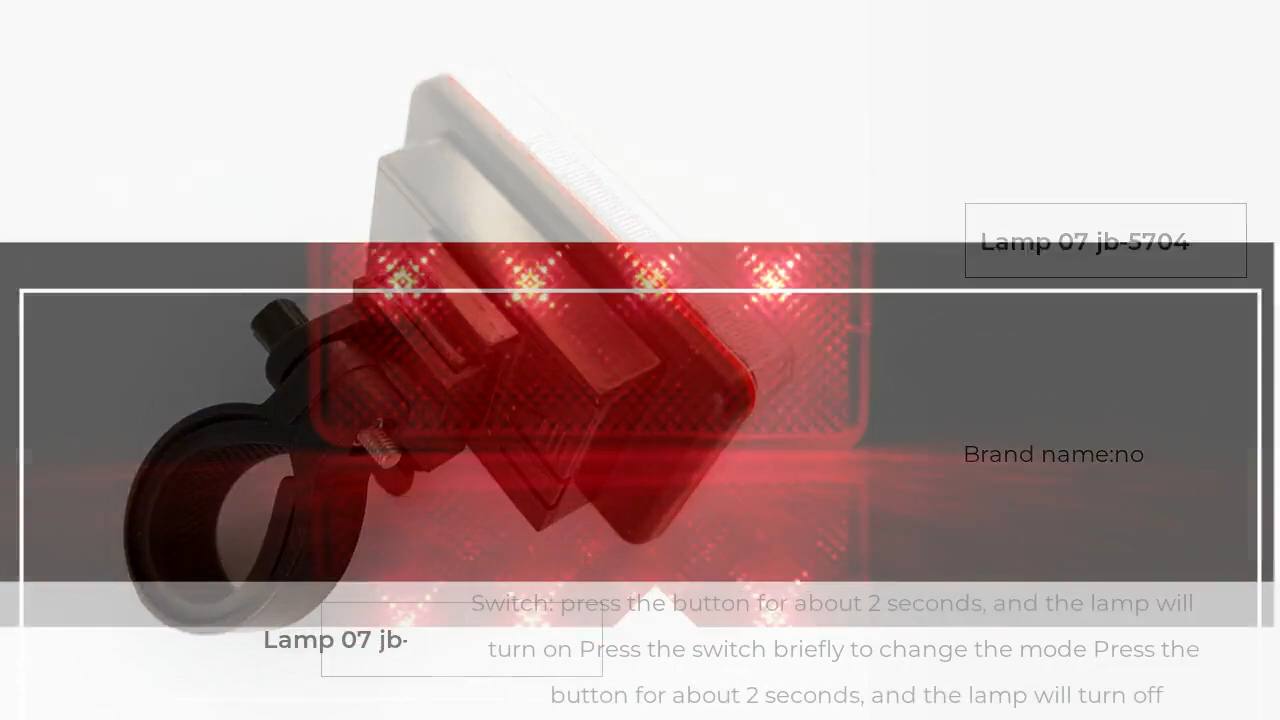 Lamp 07 jb-5704
Brand name:no
Switch: press the button for about 2 seconds, and the lamp will
turn on Press the switch briefly to change the mode Press the
button for about 2 seconds, and the lamp will turn off
Lamp 07 jb-